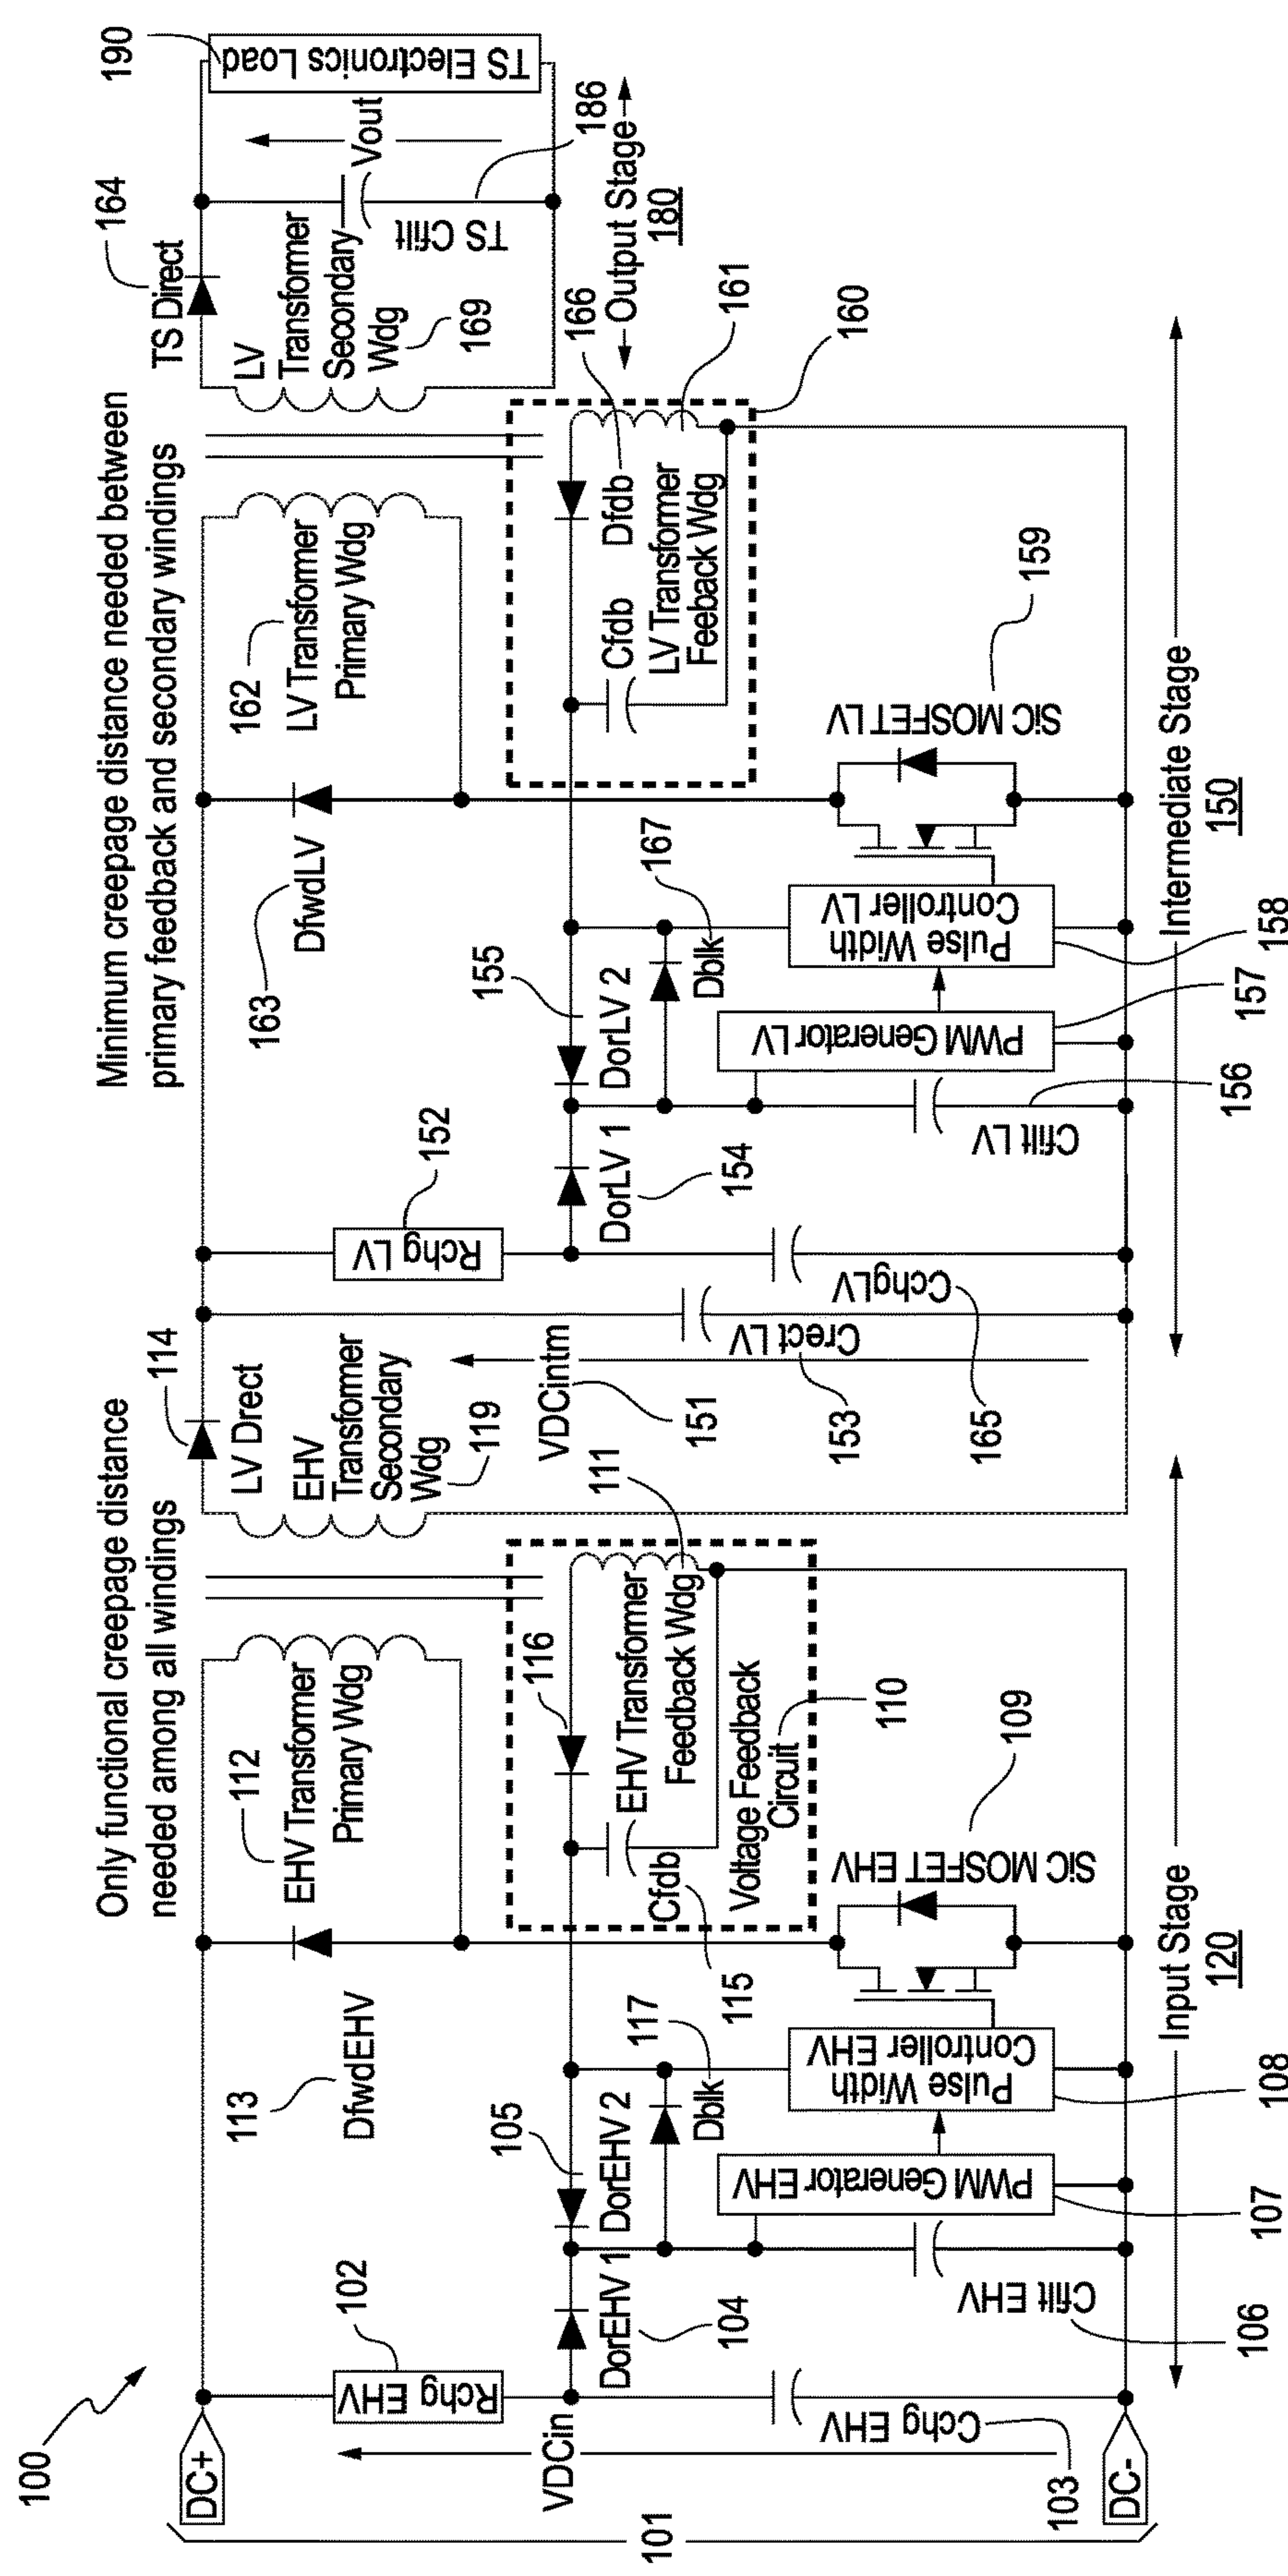 100
101
DC+
DC-
VDCin
102
Rchg EHV
Cchg EHV
103
DorEHV 1
104
105
DorEHV 2
Cfilt EHV
106
117
Dblk
PWM Generator EHV
107
Pulse Width
Controller EHV
108
113
DfwdEHV
SiC MOSFET EHV
109
Only functional creepage distance
needed among all windings
112
EHV Transformer
Primary Wdg
116
Cfdb
115
EHV Transformer
Feedback Wdg
111
Voltage Feedback
Circuit
110
Input Stage
120
114
LV Drect
EHV
Transformer
Secondary
Wdg
119
VDCintm
151
Crect LV
153
152
Rchg LV
CchgLV
165
DorLV 1
154
155
DorLV 2
Cfilt LV
156
167
Dblk
PWM Generator LV
157
Pulse Width
Controller LV
158
163
DfwdLV
SiC MOSFET LV
159
Minimum creepage distance needed between
primary feedback and secondary windings
162
LV Transformer
Primary Wdg
Cfdb
Dfdb
166
LV Transformer
Feeback Wdg
161
160
Intermediate Stage
150
164
TS Direct
LV
Transformer
Secondary
Wdg
169
TS Cfilt
186
Vout
190
TS Electronics Load
Output Stage
180